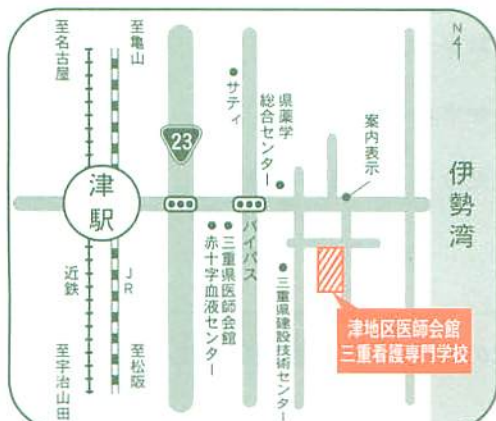 至名古屋
至亀山
23
サティ
県薬学
総合センター
案内表示
N
伊勢湾
津駅
バイパス
三重県医師会館
赤十字血液センター
三重県建設技術センター
近鉄
JR
至宇治山田
至松阪
津地区医師会館
三重看護専門学校